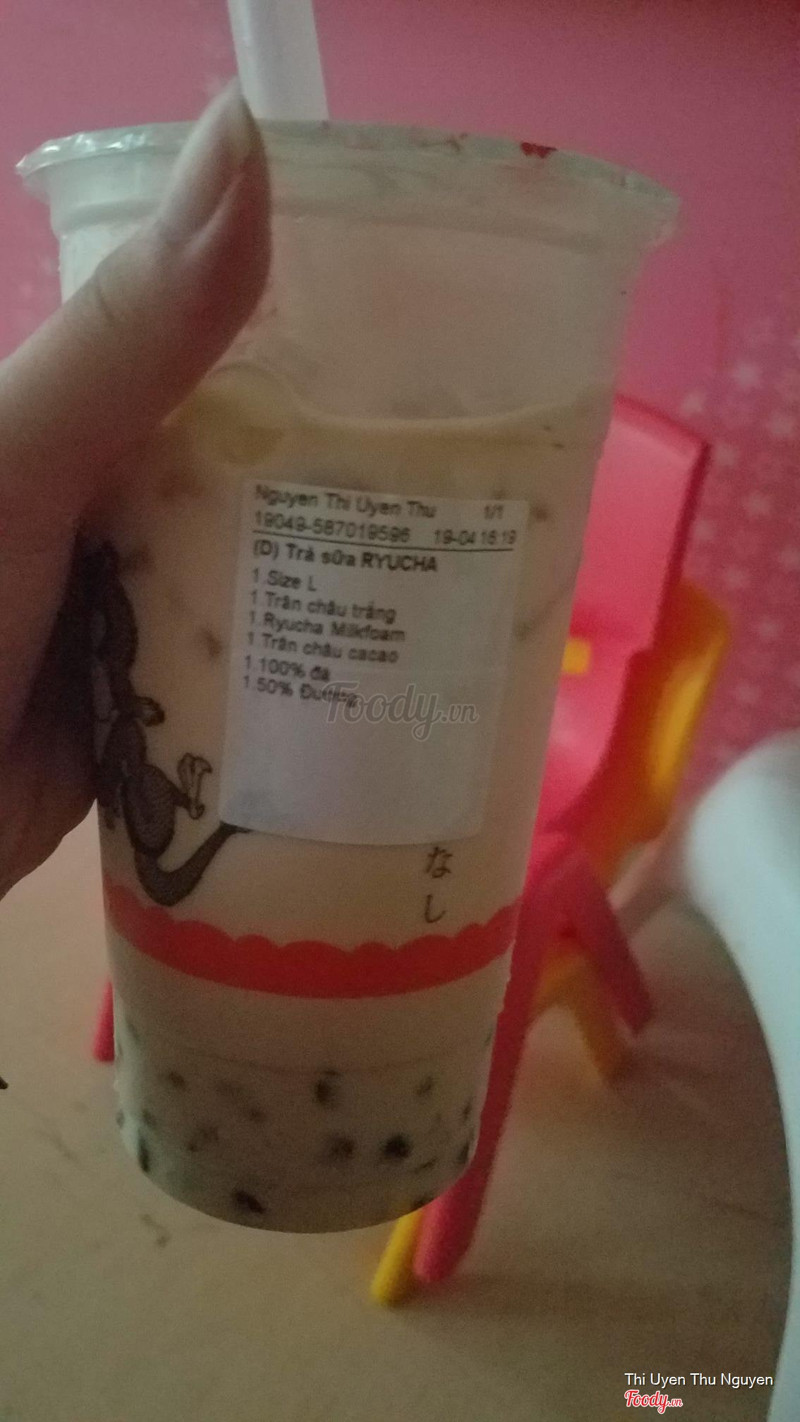 Nguyen Thi Uyen Thu 1/1
19049-587019596 19-04 16:19
(D) Trà sữa RYUCHA
1.Size L
1.Trân châu trắng
1.Ryucha Milkfoam
1.Trân châu cacao
1.100% đá
1.50% Đường
Foody.vn
なし
Thi Uyen Thu Nguyen
Foody.vn